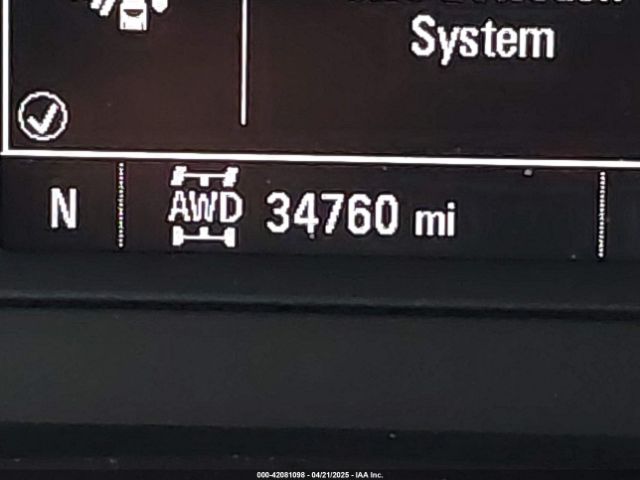 System
N AWD 34760 mi
000-42081098 - 04/21/2025 - IAA Inc.